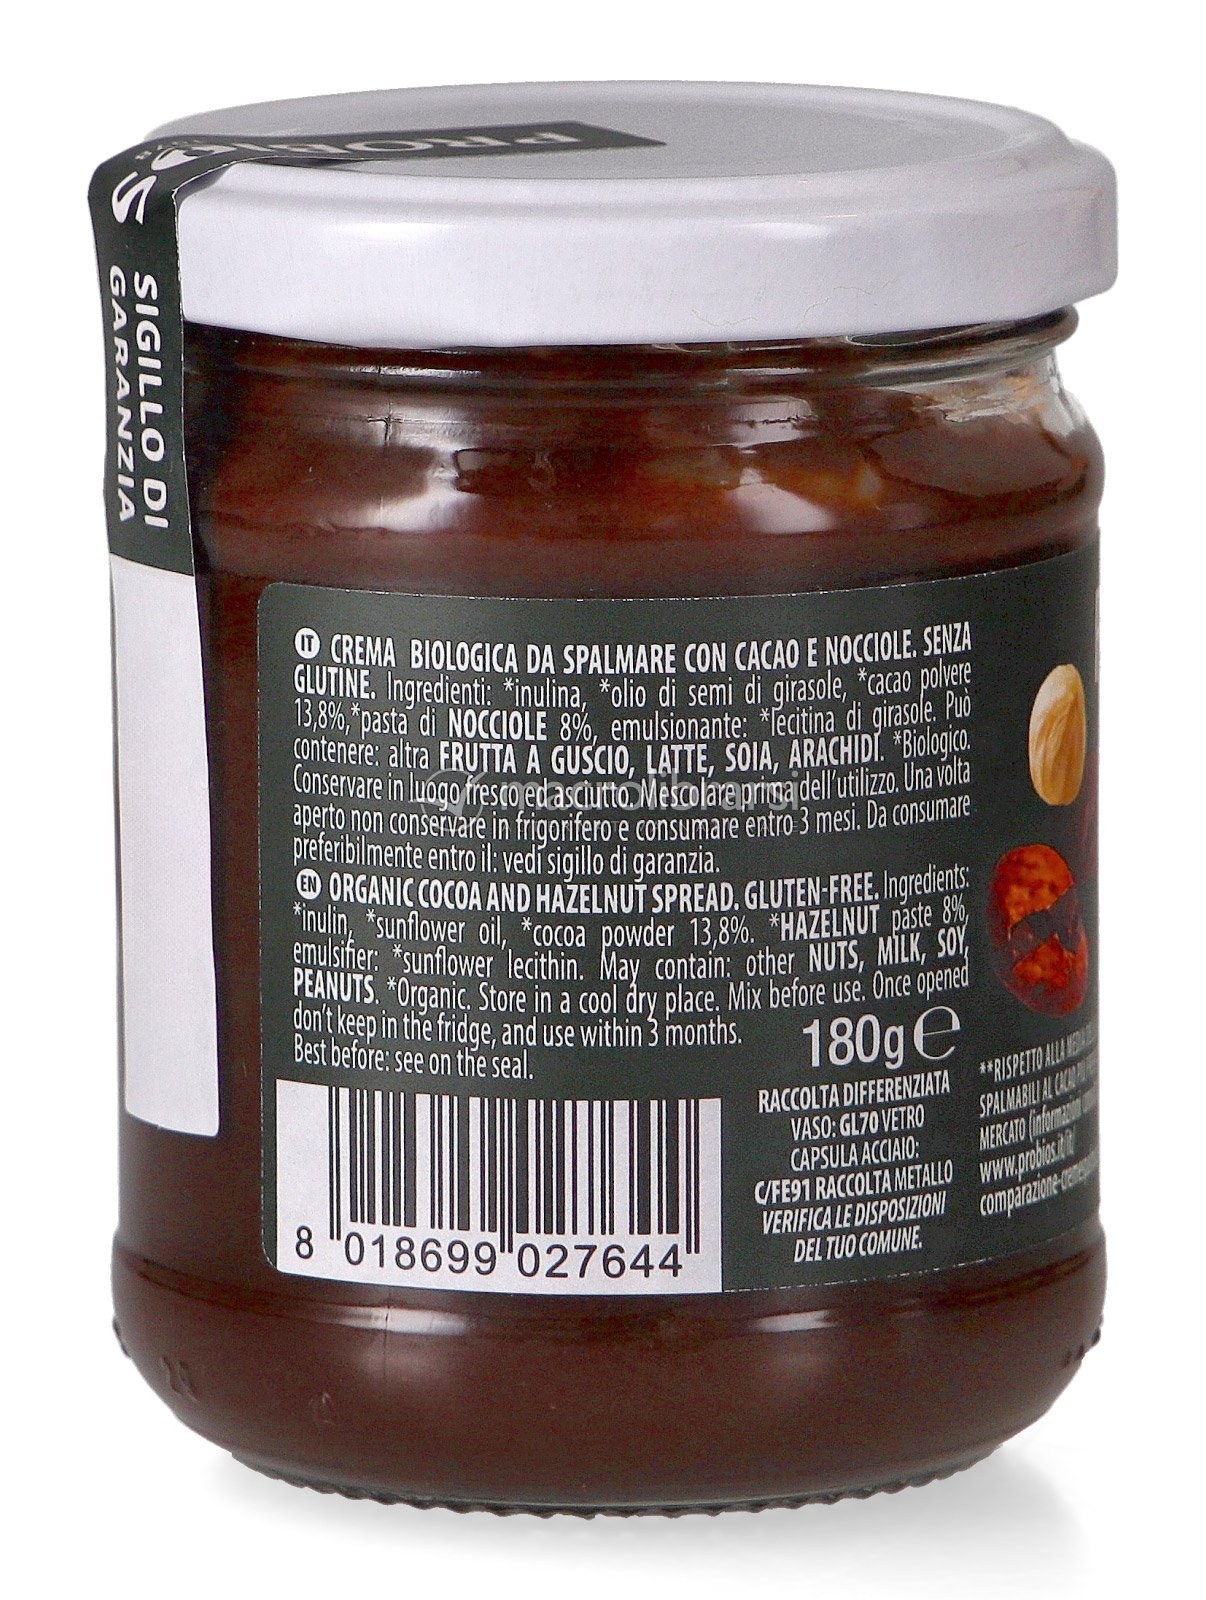 PROBIOS
SIGILLO DI
GARANZIA
IT CREMA BIOLOGICA DA SPALMARE CON CACAO E NOCCIOLE. SENZA
GLUTINE. Ingredienti: *inulina, *olio di semi di girasole, *cacao polvere
13,8%,*pasta di NOCCIOLE 8%, emulsionante: *lecitina di girasole. Può
contenere: altra FRUTTA A GUSCIO, LATTE, SOIA, ARACHIDI. *Biologico.
Conservare in luogo fresco ed asciutto. Mescolare prima dell'utilizzo. Una volta
aperto non conservare in frigorifero e consumare entro 3 mesi. Da consumare
preferibilmente entro il: vedi sigillo di garanzia.
EN ORGANIC COCOA AND HAZELNUT SPREAD. GLUTEN-FREE. Ingredients:
*inulin, *sunflower oil, *cocoa powder 13,8%. *HAZELNUT paste 8%,
emulsifier: *sunflower lecithin. May contain: other NUTS, MILK, SOY,
PEANUTS. *Organic. Store in a cool dry place. Mix before use. Once opened
don't keep in the fridge, and use within 3 months.
Best before: see on the seal.
180g e
RACCOLTA DIFFERENZIATA
VASO: GL70 VETRO
CAPSULA ACCIAIO:
C/FE91 RACCOLTA METALLO
VERIFICA LE DISPOSIZIONI
DEL TUO COMUNE.
8 018699 027644
**RISPETTO ALLA MEDIA
SPALMABILI AL CACAO
MERCATO (informazioni
www.probios.it/it/
comparazione-creme
macrolibrarsi